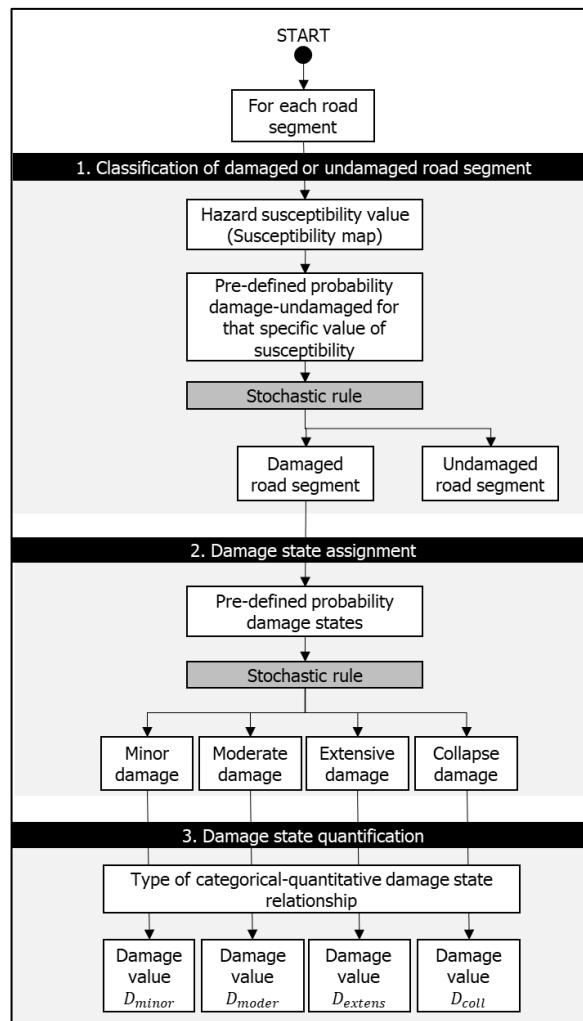 START
For each road
segment
1. Classification of damaged or undamaged road segment
Hazard susceptibility value
(Susceptibility map)
Pre-defined probability
damage-undamaged for
that specific value of
susceptibility
Stochastic rule
Damaged
road segment
Undamaged
road segment
2. Damage state assignment
Pre-defined probability
damage states
Stochastic rule
Minor
damage
Moderate
damage
Extensive
damage
Collapse
damage
3. Damage state quantification
Type of categorical-quantitative damage state
relationship
Damage
value
D_minor
Damage
value
D_moder
Damage
value
D_extens
Damage
value
D_coll